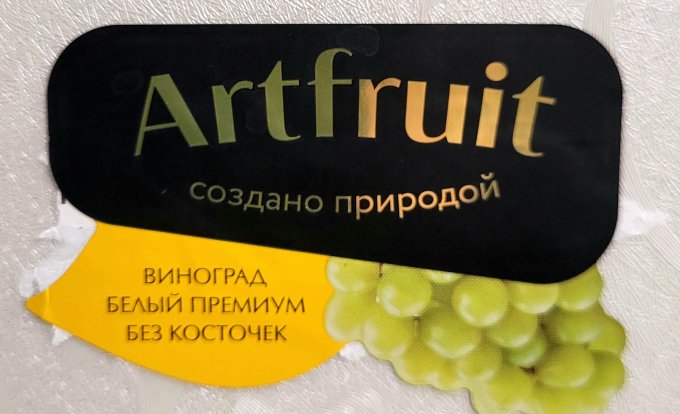 Artfruit
создано природой
ВИНОГРАД
БЕЛЫЙ ПРЕМИУМ
БЕЗ КОСТОЧЕК